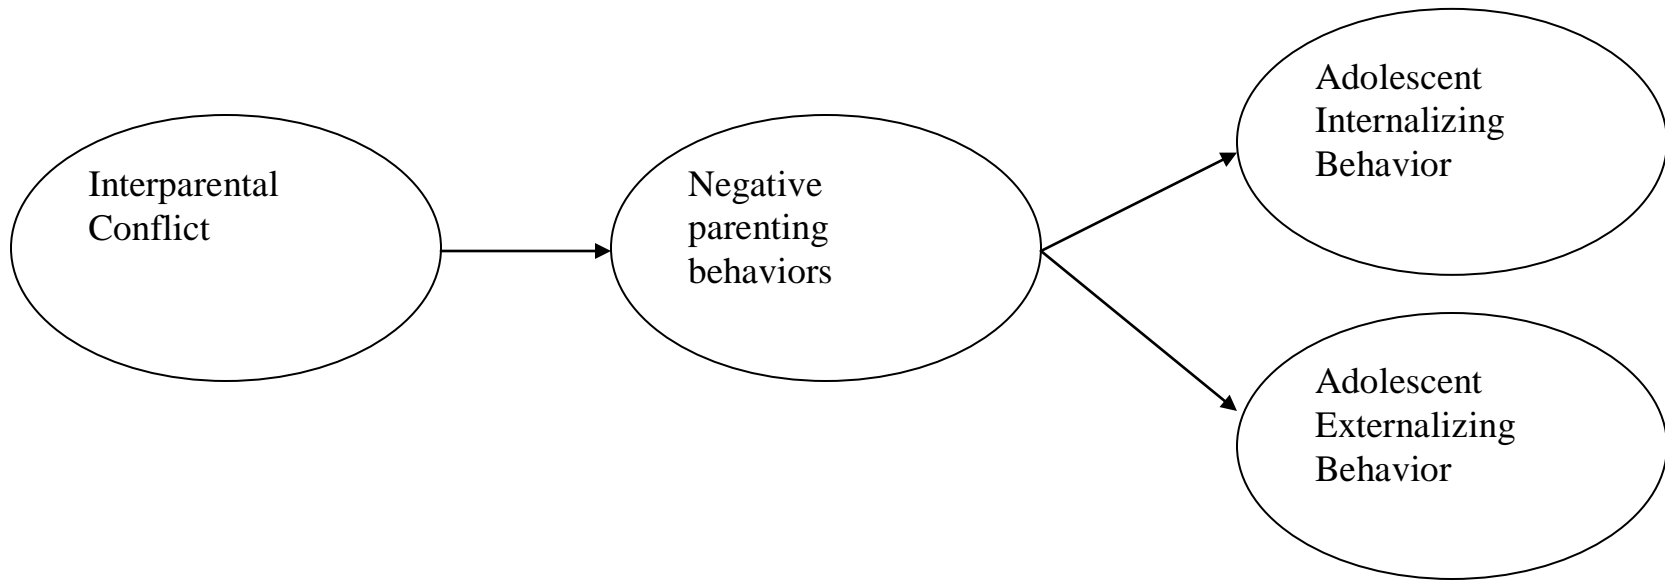 Interparental
Conflict
Negative
parenting
behaviors
Adolescent
Internalizing
Behavior
Adolescent
Externalizing
Behavior